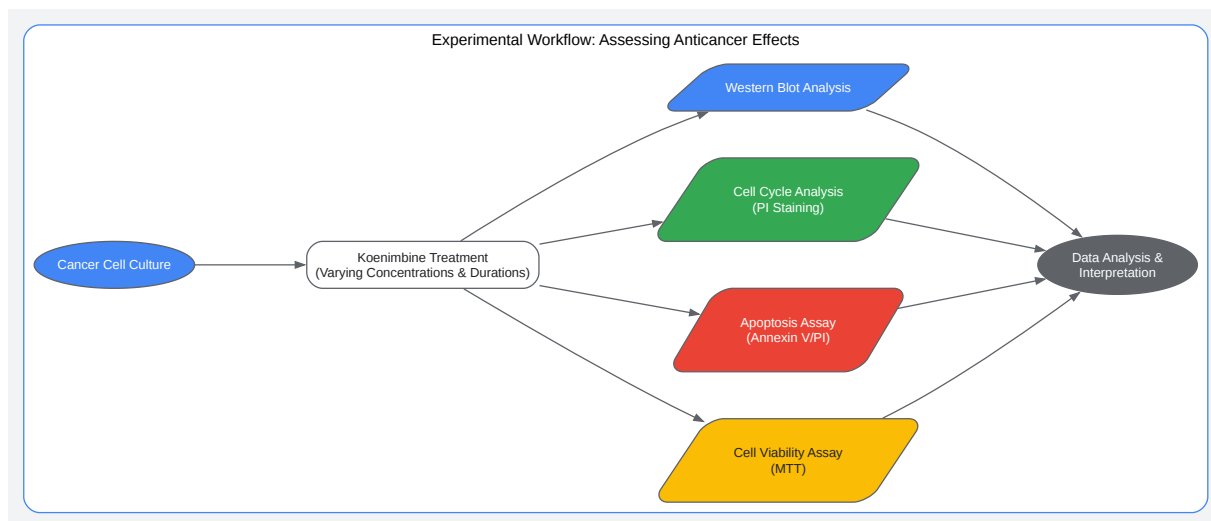 Experimental Workflow: Assessing Anticancer Effects
Cancer Cell Culture
Koenimbine Treatment
(Varying Concentrations & Durations)
Western Blot Analysis
Cell Cycle Analysis
(PI Staining)
Apoptosis Assay
(Annexin V/PI)
Cell Viability Assay
(MTT)
Data Analysis &
Interpretation